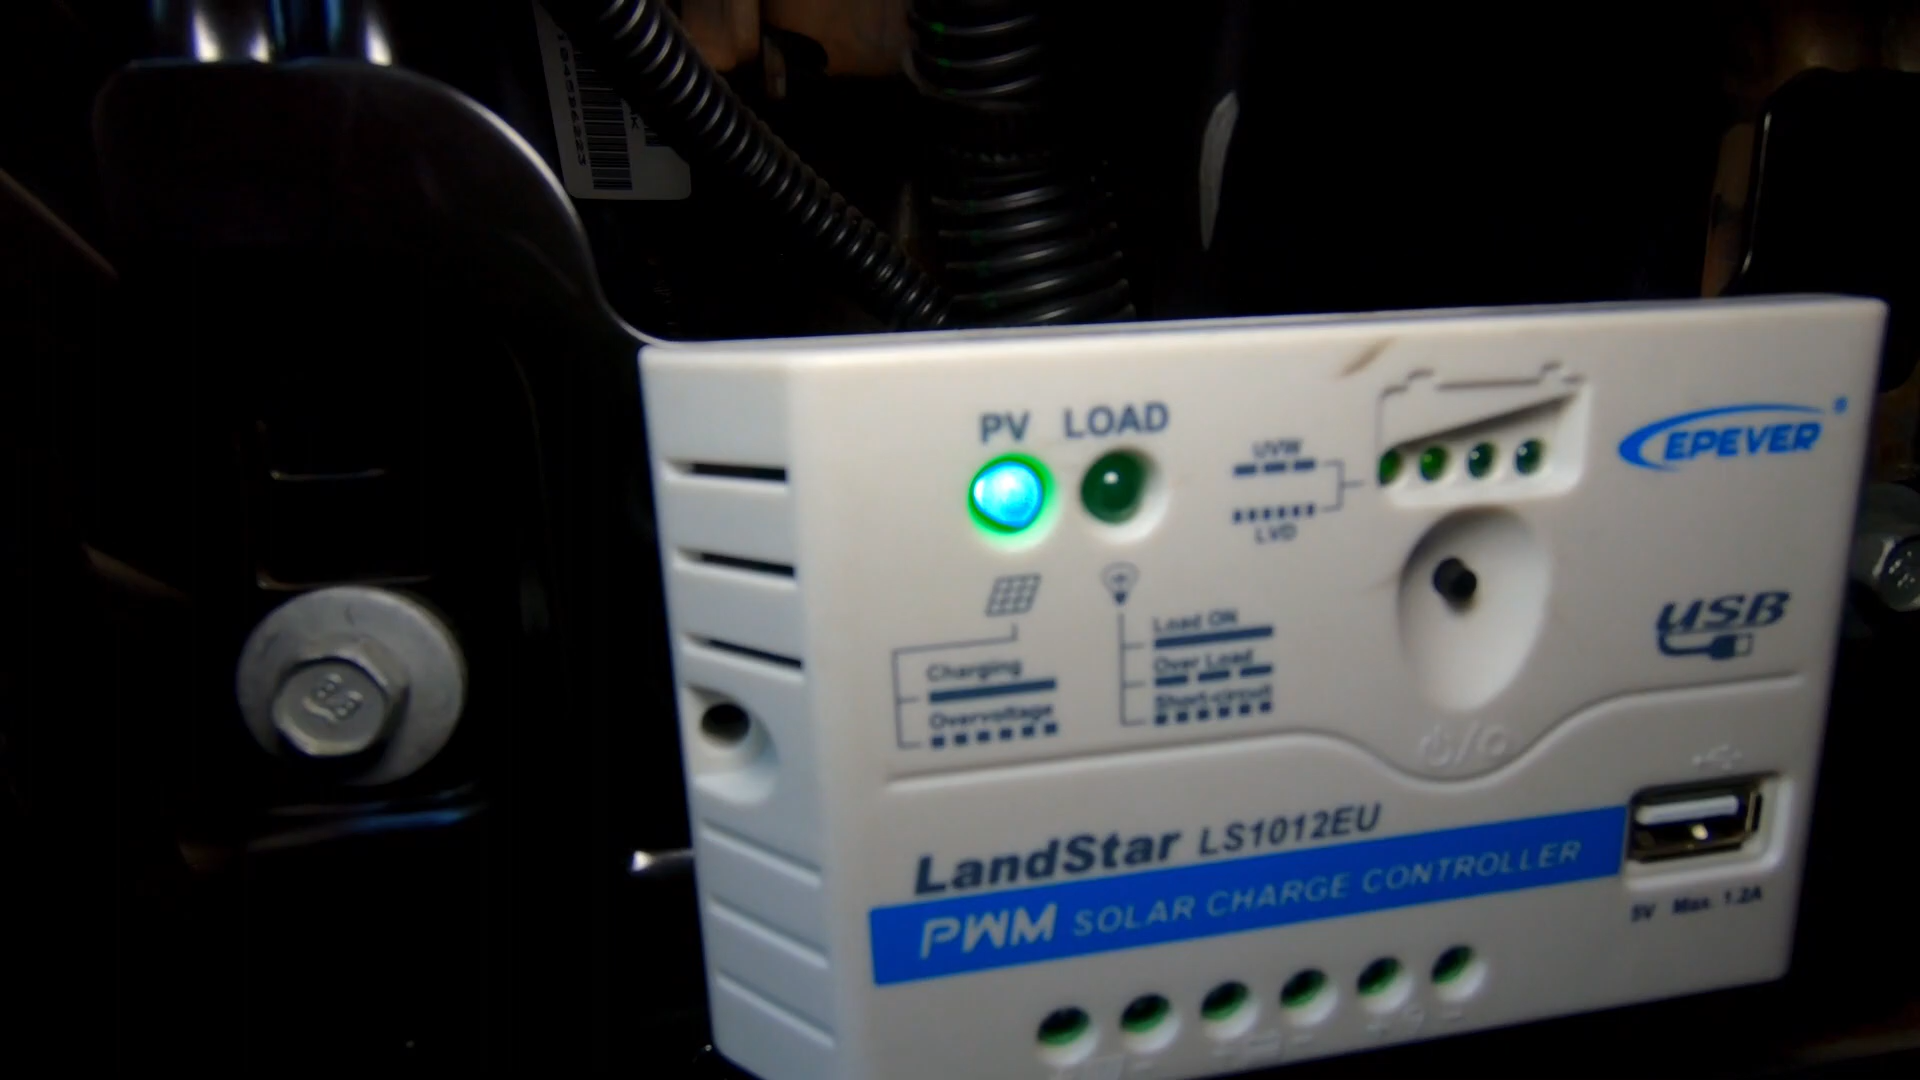 PV LOAD
EPEVER®
UVW
LVD
USB
Charging
Overvoltage
Load ON
Over Load
Short-circuit
LandStar LS1012EU
PWM SOLAR CHARGE CONTROLLER
5V Max. 1.2A